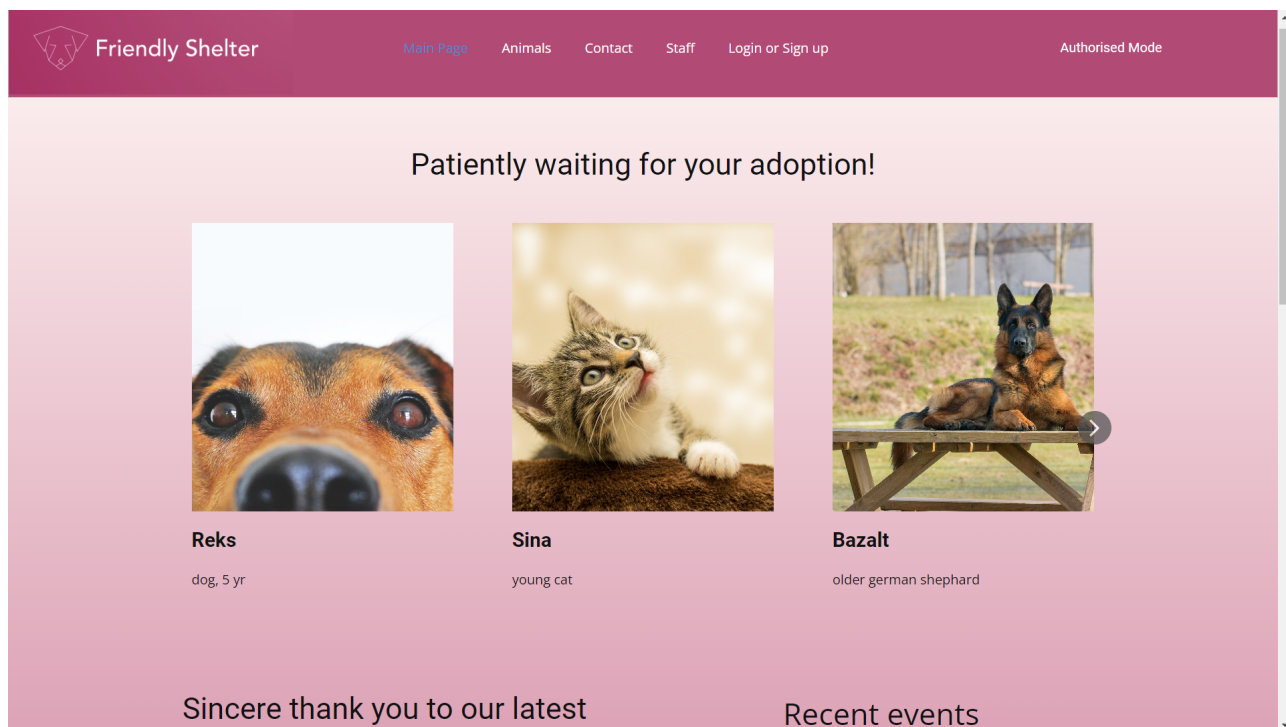 Friendly Shelter
Main Page Animals Contact Staff Login or Sign up
Authorised Mode
Patiently waiting for your adoption!
Reks
dog, 5 yr
Sina
young cat
Bazalt
older german shephard
Sincere thank you to our latest
Recent events